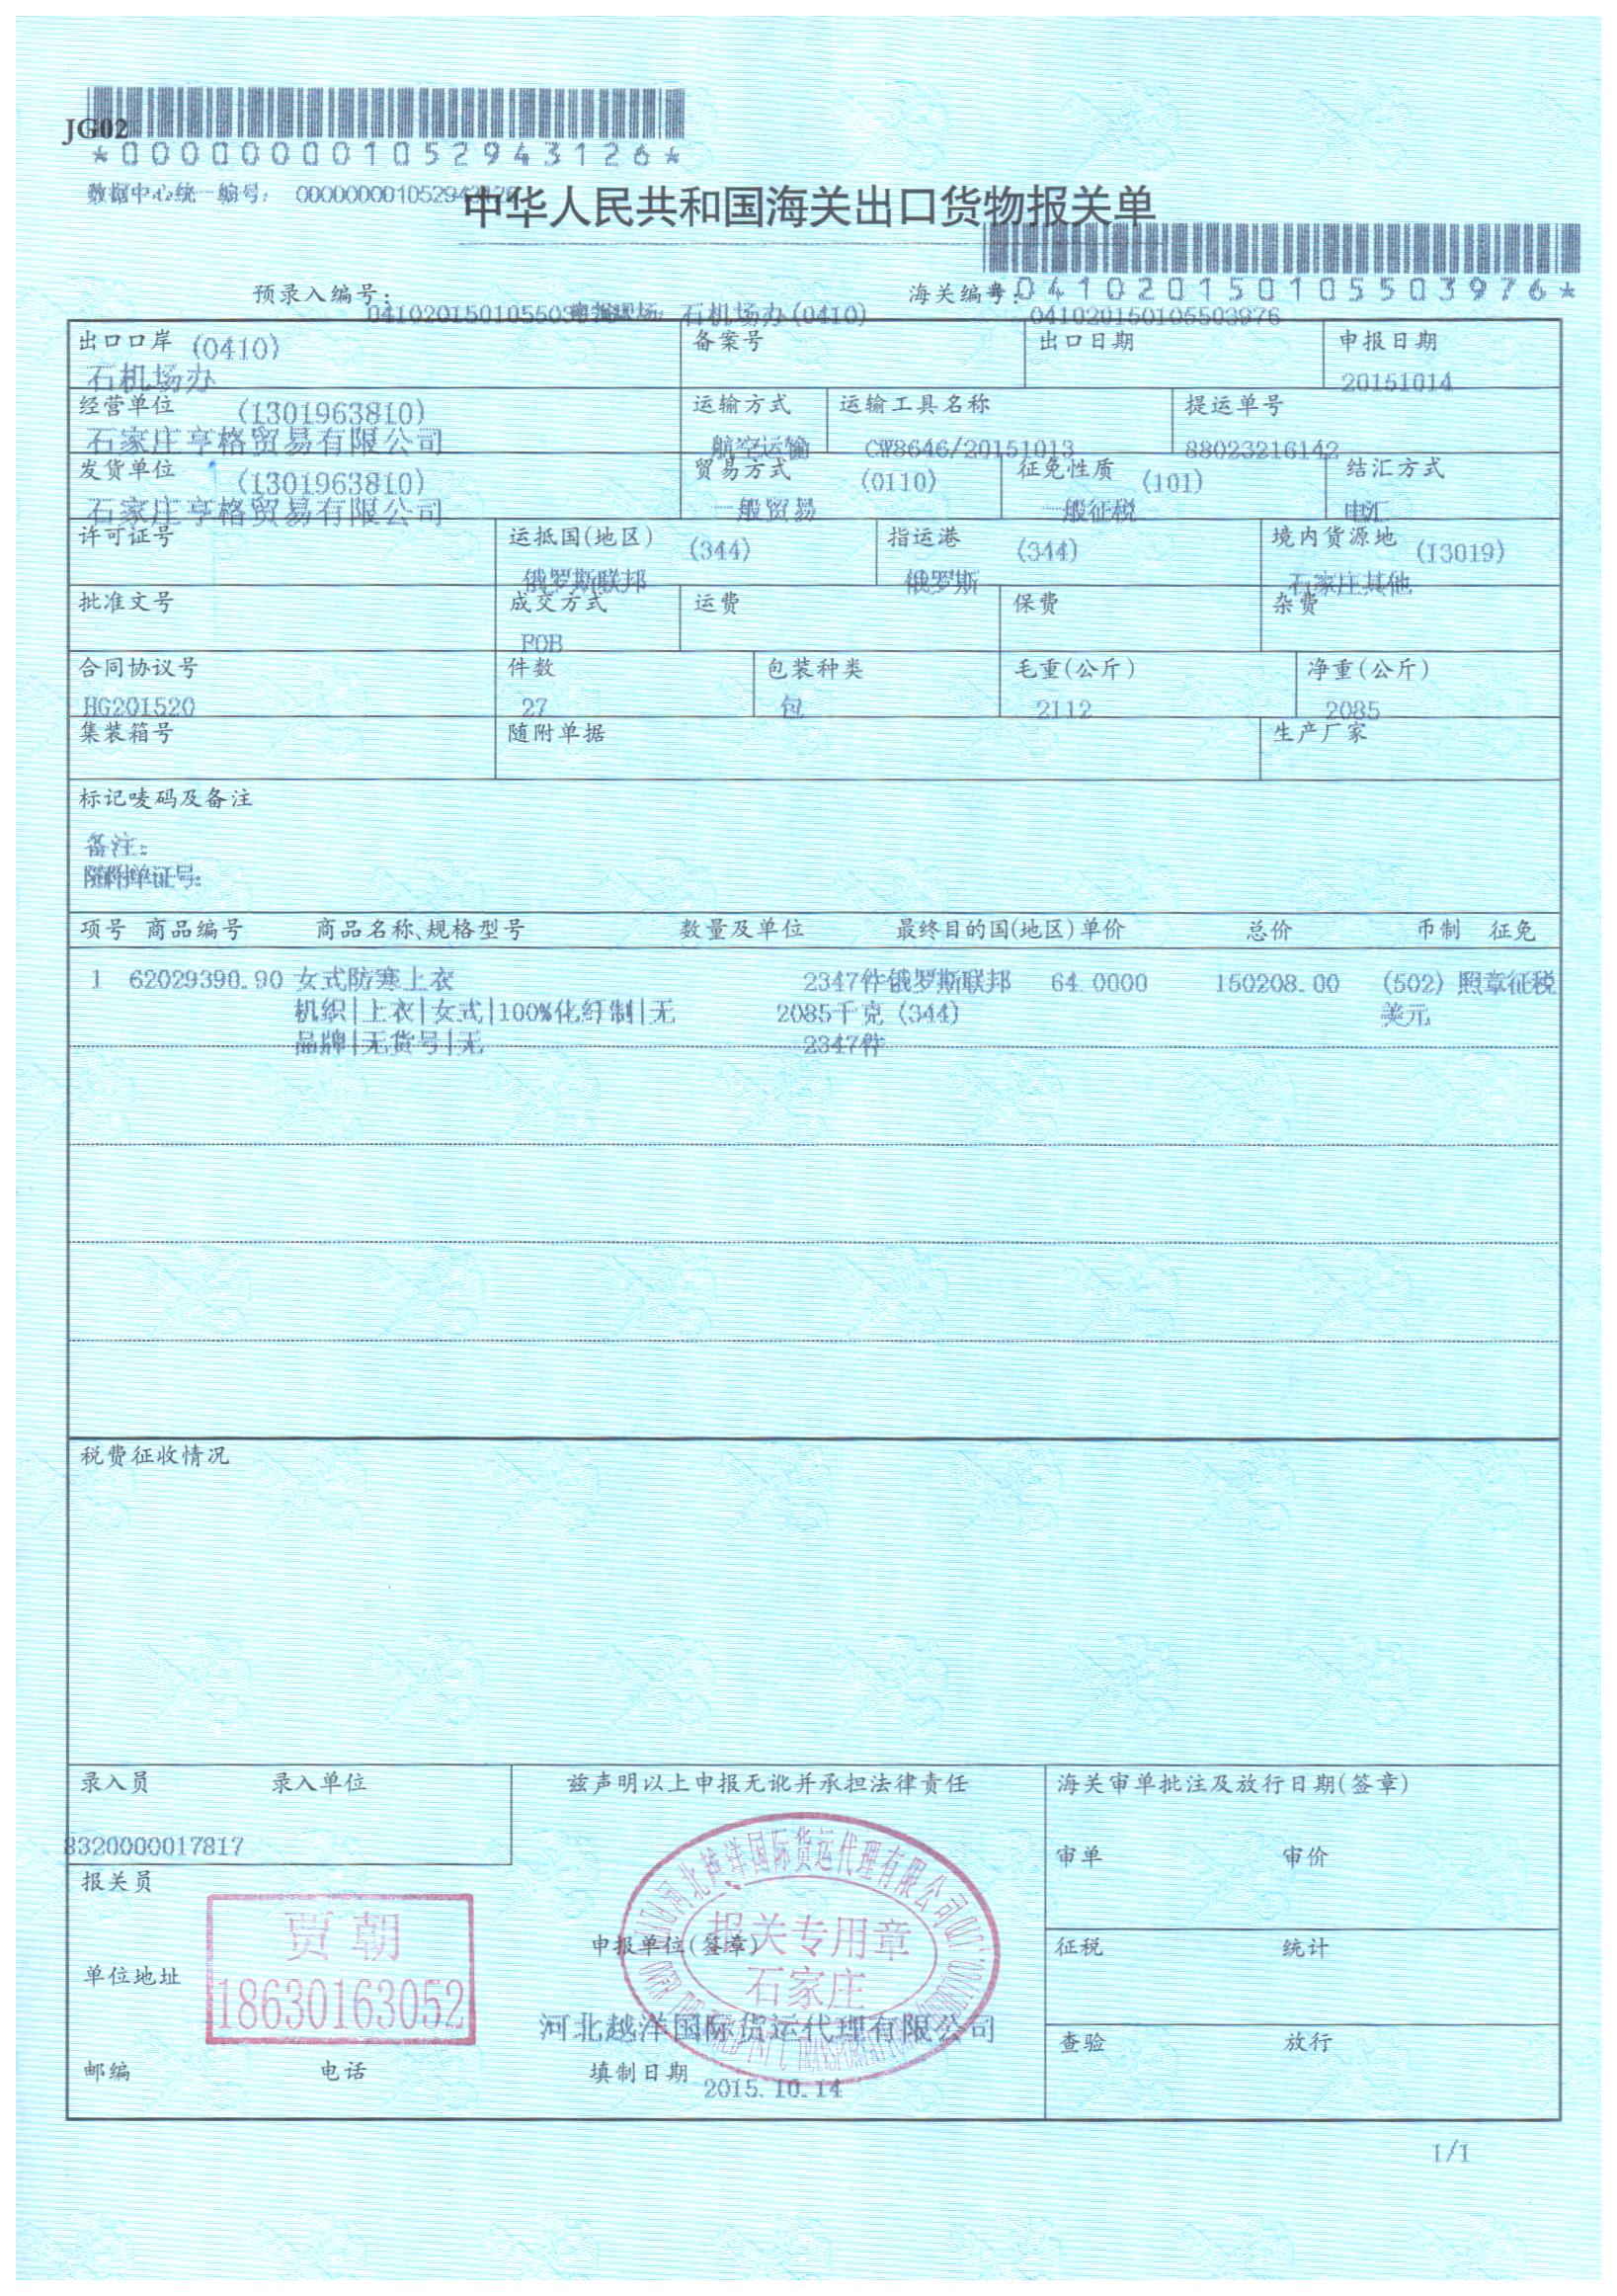 JG02
*000000001052943126*
数据中心统一编号: 000000001052943126
中华人民共和国海关出口货物报关单
*041020150105503976*
预录入编号: 申报现场: 石机场办(0410) 海关编号: 041020150105503976
出口口岸 (0410) 备案号 出口日期 申报日期
石机场办 20151014
经营单位 (1301963810) 运输方式 运输工具名称 提运单号
石家庄亨格贸易有限公司 航空运输 CW8646/20151013 88023216142
发货单位 (1301963810) 贸易方式 (0110) 征免性质 (101) 结汇方式
石家庄亨格贸易有限公司 一般贸易 一般征税 电汇
许可证号 运抵国(地区) (344) 指运港 (344) 境内货源地 (13019)
俄罗斯联邦 俄罗斯 石家庄其他
批准文号 成交方式 运费 保费 杂费
FOB
合同协议号 件数 包装种类 毛重(公斤) 净重(公斤)
HG201520 27 包 2112 2085
集装箱号 随附单据 生产厂家
标记唛码及备注
备注:
随附单证号:
项号 商品编号 商品名称、规格型号 数量及单位 最终目的国(地区) 单价 总价 币制 征免
1 62029390.90 女式防寒上衣 2347件 俄罗斯联邦 64.0000 150208.00 (502) 照章征税
机织|上衣|女式|100%化纤制|无 2085千克 (344) 美元
品牌|无货号|无 2347件
税费征收情况
录入员 录入单位 兹声明以上申报无讹并承担法律责任 海关审单批注及放行日期(签章)
8320000017817
审单 审价
报关员
河北越洋国际货运代理有限公司
贾朝
报关专用章
申报单位(签章) 征税 统计
单位地址
18630163052
石家庄
河北越洋国际货运代理有限公司
查验 放行
邮编 电话 填制日期 2015.10.14
1/1